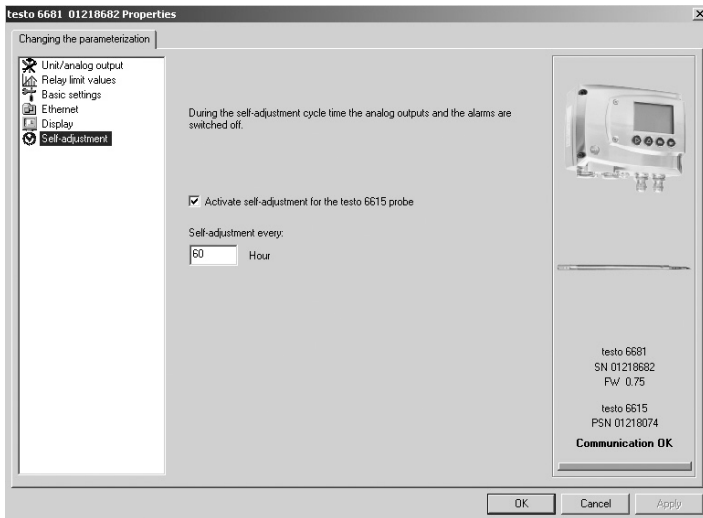 testo 6681 01218682 Properties
Changing the parameterization
Unit/analog output
Relay limit values
Basic settings
Ethernet
Display
Self-adjustment
During the self-adjustment cycle time the analog outputs and the alarms are
switched off.
Activate self-adjustment for the testo 6615 probe
Self-adjustment every:
60 Hour
testo 6681
SN 01218682
FW 0.75
testo 6615
PSN 01218074
Communication OK
OK Cancel Apply